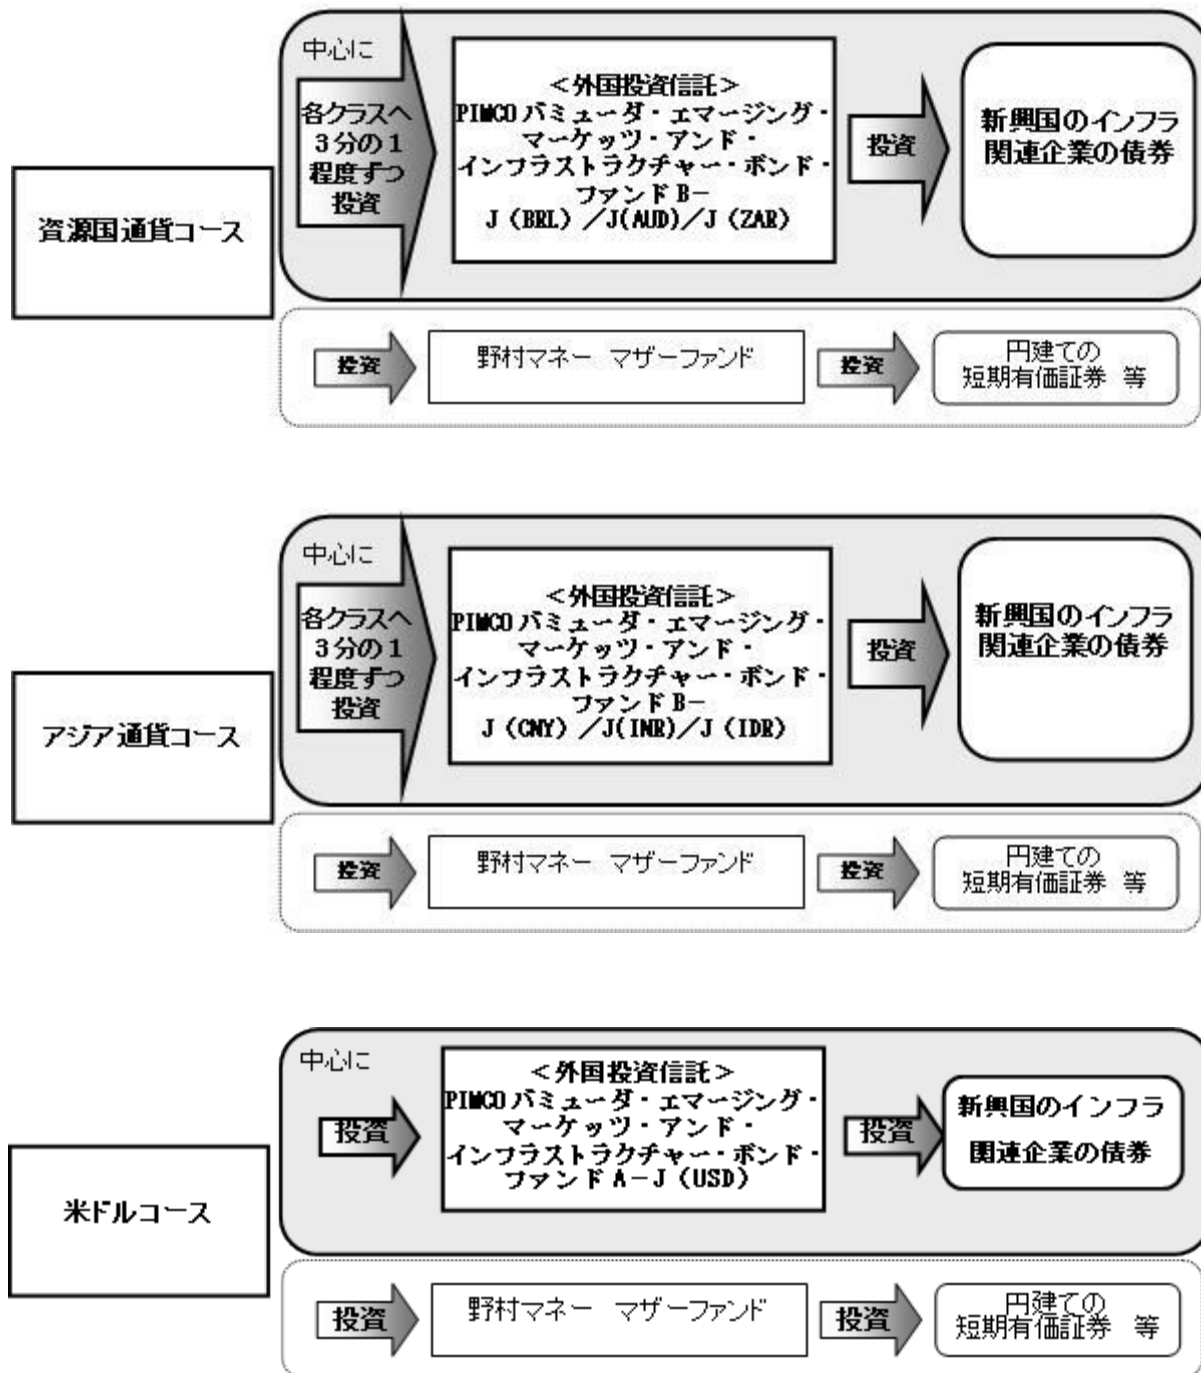 資源国通貨コース
中心に
各クラスへ
3分の1
程度ずつ
投資
＜外国投資信託＞
PIMCO バミューダ・エマージング・
マーケッツ・アンド・
インフラストラクチャー・ボンド・
ファンド B－
J（BRL）／J(AUD)／J（ZAR）
投資
新興国のインフラ
関連企業の債券
投資
野村マネー マザーファンド
投資
円建ての
短期有価証券 等
アジア通貨コース
中心に
各クラスへ
3分の1
程度ずつ
投資
＜外国投資信託＞
PIMCO バミューダ・エマージング・
マーケッツ・アンド・
インフラストラクチャー・ボンド・
ファンド B－
J（CNY）／J(INR)／J（IDR）
投資
新興国のインフラ
関連企業の債券
投資
野村マネー マザーファンド
投資
円建ての
短期有価証券 等
米ドルコース
中心に
投資
＜外国投資信託＞
PIMCO バミューダ・エマージング・
マーケッツ・アンド・
インフラストラクチャー・ボンド・
ファンド A－J（USD）
投資
新興国のインフラ
関連企業の債券
投資
野村マネー マザーファンド
投資
円建ての
短期有価証券 等